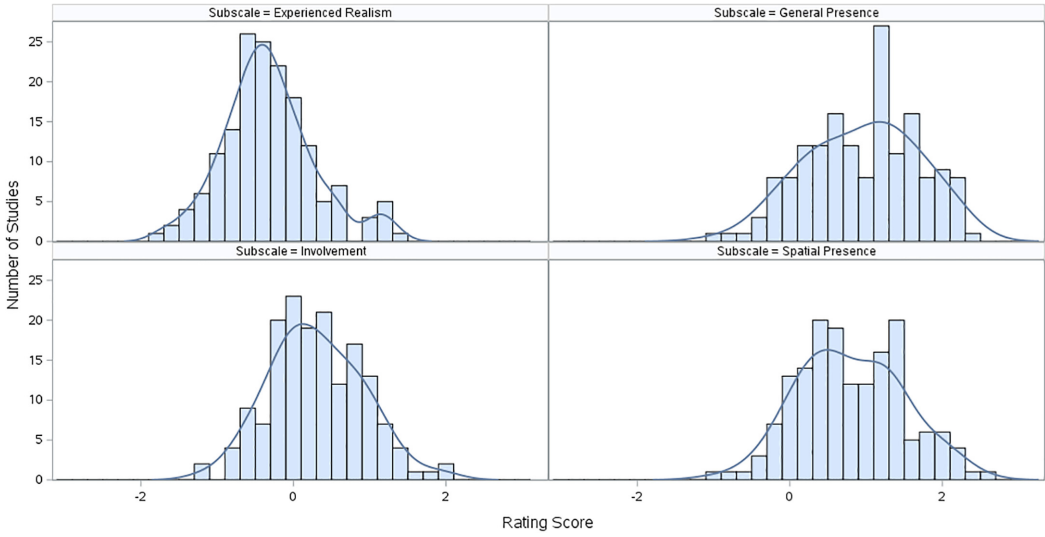 Subscale = Experienced Realism
Subscale = General Presence
25
20
15
10
5
0
Subscale = Involvement
Subscale = Spatial Presence
25
20
15
10
5
0
Number of Studies
-2 0 2
-2 0 2
Rating Score